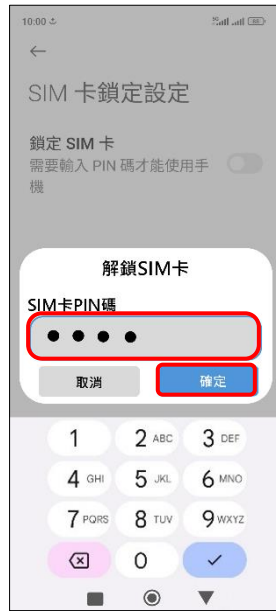 10:00
SIM 卡鎖定設定
鎖定 SIM 卡
需要輸入 PIN 碼才能使用手
機
解鎖SIM卡
SIM卡PIN碼
取消
確定
1
2 ABC
3 DEF
4 GHI
5 JKL
6 MNO
7 PQRS
8 TUV
9 WXYZ
0